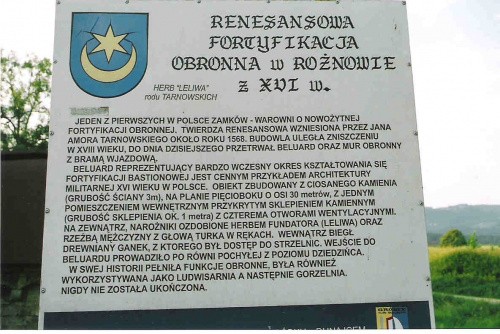 RENESANSOWA
FORTYFIKACJA
OBRONNA w ROŻNOWIE
z XVI w.
HERB "LELIWA"
rodu TARNOWSKICH
JEDEN Z PIERWSZYCH W POLSCE ZAMKÓW - WAROWNI O NOWOŻYTNEJ
FORTYFIKACJI OBRONNEJ. TWIERDZA RENESANSOWA WZNIESIONA PRZEZ JANA
AMORA TARNOWSKIEGO OKOŁO ROKU 1568. BUDOWLA ULEGŁA ZNISZCZENIU
W XVIII WIEKU, DO DNIA DZISIEJSZEGO PRZETRWAŁ BELUARD ORAZ MUR OBRONNY
Z BRAMĄ WJAZDOWĄ.
BELUARD REPREZENTUJĄCY BARDZO WCZESNY OKRES KSZTAŁTOWANIA SIĘ
FORTYFIKACJI BASTIONOWEJ JEST CENNYM PRZYKŁADEM ARCHITEKTURY
MILITARNEJ XVI WIEKU W POLSCE. OBIEKT ZBUDOWANY Z CIOSANEGO KAMIENIA
(GRUBOŚĆ ŚCIANY 3m), NA PLANIE PIĘCIOBOKU O OSI 30 METRÓW, Z JEDNYM
POMIESZCZENIEM WEWNĘTRZNYM PRZYKRYTYM SKLEPIENIEM KAMIENNYM
(GRUBOŚĆ SKLEPIENIA OK. 1 metra) Z CZTEREMA OTWORAMI WENTYLACYJNYMI.
NA ZEWNĄTRZ, NAROŻNIKI OZDOBIONE HERBEM FUNDATORA (LELIWA) ORAZ
RZEŹBĄ MĘŻCZYZNY Z GŁOWĄ TURKA W RĘKACH. WEWNĄTRZ BIEGŁ
DREWNIANY GANEK, Z KTOREGO BYŁ DOSTĘP DO STRZELNIC. WEJŚCIE DO
BELUARDU PROWADZIŁO PO RÓWNI POCHYŁEJ Z POZIOMU DZIEDZIŃCA.
W SWEJ HISTORII PEŁNIŁA FUNKCJE OBRONNE, BYŁA RÓWNIEŻ
WYKORZYSTYWANA JAKO LUDWISARNIA A NASTĘPNIE GORZELNIA.
NIGDY NIE ZOSTAŁA UKOŃCZONA.